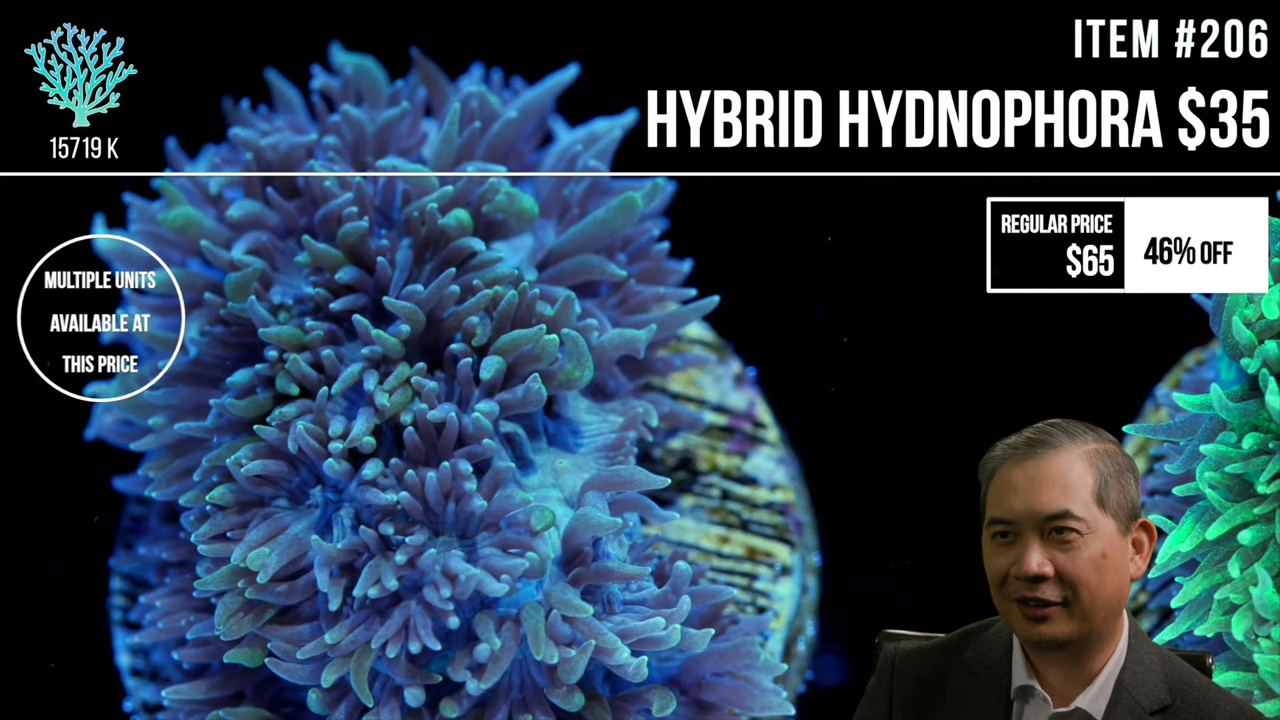 15719 K
ITEM #206
HYBRID HYDNOPHORA $35
REGULAR PRICE
$65
46% OFF
MULTIPLE UNITS
AVAILABLE AT
THIS PRICE